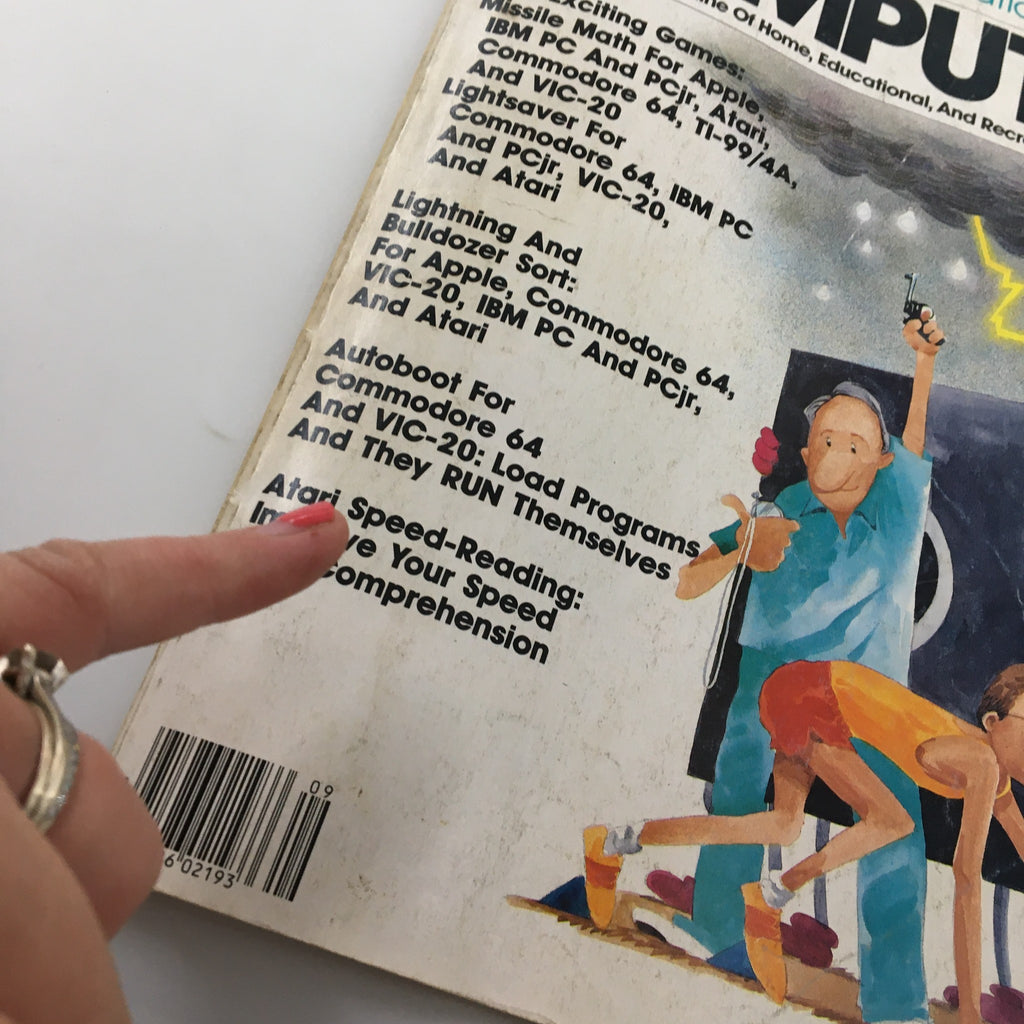 MPUT
Of Home, Educational, And Recr
Exciting Games:
Missile Math For Apple,
IBM PC And PCjr, Atari,
Commodore 64, TI-99/4A,
And VIC-20
Lightsaver For
Commodore 64, IBM PC
And PCjr, VIC-20,
And Atari
Lightning And
Bulldozer Sort:
For Apple, Commodore 64,
VIC-20, IBM PC And PCjr,
And Atari
Autoboot For
Commodore 64
And VIC-20: Load Programs
And They RUN Themselves
Atari Speed-Reading:
Im ve Your Speed
Comprehension
09
6 02193